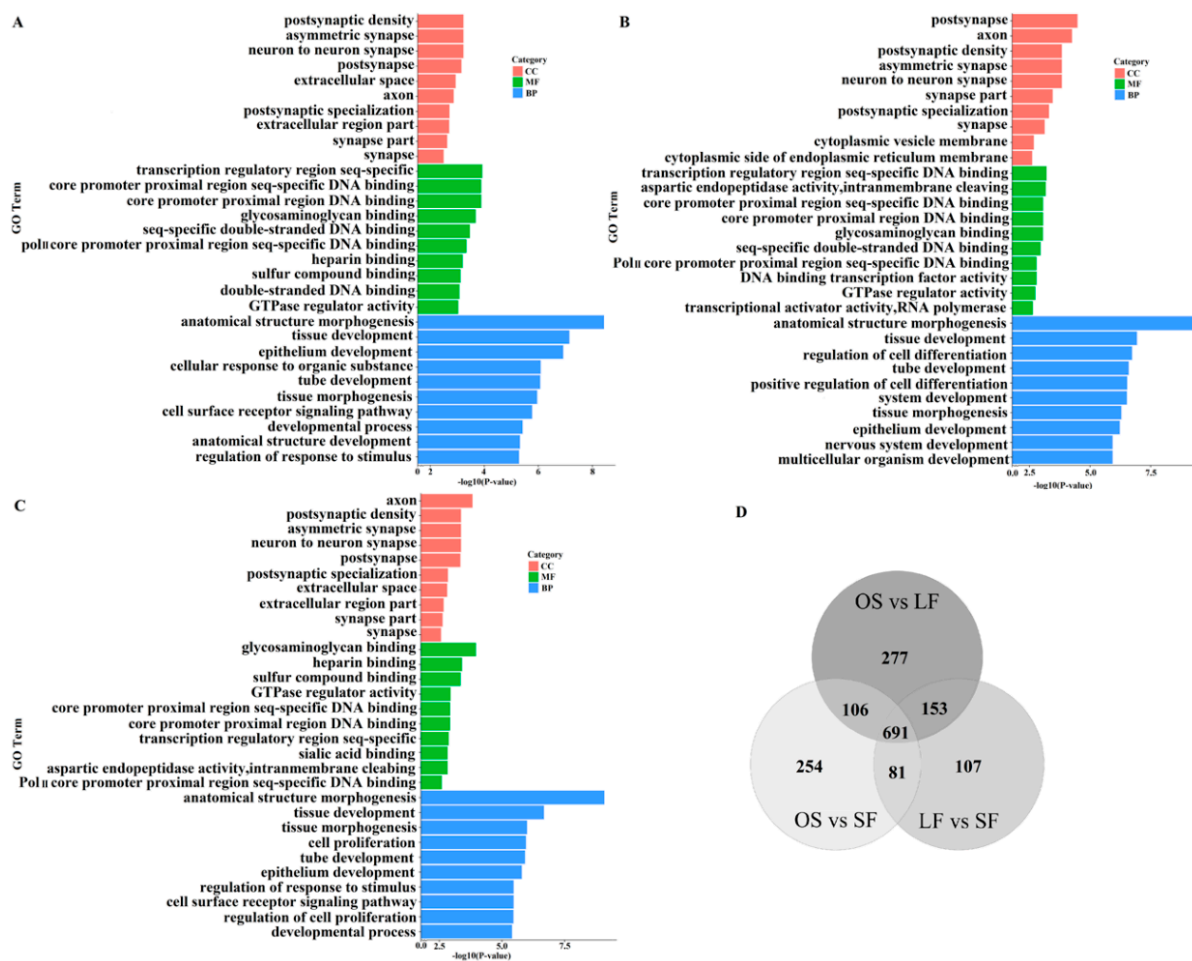 A
postsynaptic density
asymmetric synapse
neuron to neuron synapse
postsynapse
extracellular space
axon
postsynaptic specialization
extracellular region part
synapse part
synapse
transcription regulatory region seq-specific
core promoter proximal region seq-specific DNA binding
core promoter proximal region DNA binding
glycosaminoglycan binding
seq-specific double-stranded DNA binding
polII core promoter proximal region seq-specific DNA binding
heparin binding
sulfur compound binding
double-stranded DNA binding
GTPase regulator activity
anatomical structure morphogenesis
tissue development
epithelium development
cellular response to organic substance
tube development
tissue morphogenesis
cell surface receptor signaling pathway
developmental process
anatomical structure development
regulation of response to stimulus
GO Term
Category
CC
MF
BP
0 2 4 6 8
-log10(P-value)
B
postsynapse
axon
postsynaptic density
asymmetric synapse
neuron to neuron synapse
synapse part
postsynaptic specialization
synapse
cytoplasmic vesicle membrane
cytoplasmic side of endoplasmic reticulum membrane
transcription regulatory region seq-specific DNA binding
aspartic endopeptidase activity,intranmembrane cleaving
core promoter proximal region seq-specific DNA binding
core promoter proximal region DNA binding
glycosaminoglycan binding
seq-specific double-stranded DNA binding
PolII core promoter proximal region seq-specific DNA binding
DNA binding transcription factor activity
GTPase regulator activity
transcriptional activator activity,RNA polymerase
anatomical structure morphogenesis
tissue development
regulation of cell differentiation
tube development
positive regulation of cell differentiation
system development
tissue morphogenesis
epithelium development
nervous system development
multicellular organism development
GO Term
Category
CC
MF
BP
0.0 2.5 5.0 7.5
-log10(P-value)
C
axon
postsynaptic density
asymmetric synapse
neuron to neuron synapse
postsynapse
postsynaptic specialization
extracellular space
extracellular region part
synapse part
synapse
glycosaminoglycan binding
heparin binding
sulfur compound binding
GTPase regulator activity
core promoter proximal region seq-specific DNA binding
core promoter proximal region DNA binding
transcription regulatory region seq-specific
sialic acid binding
aspartic endopeptidase activity,intranmembrane cleabing
Pol II core promoter proximal region seq-specific DNA binding
anatomical structure morphogenesis
tissue development
tissue morphogenesis
cell proliferation
tube development
epithelium development
regulation of response to stimulus
cell surface receptor signaling pathway
regulation of cell proliferation
developmental process
GO Term
Category
CC
MF
BP
0.0 2.5 5.0 7.5
-log10(P-value)
D
OS vs LF
277
106 153
691
254 81 107
OS vs SF LF vs SF